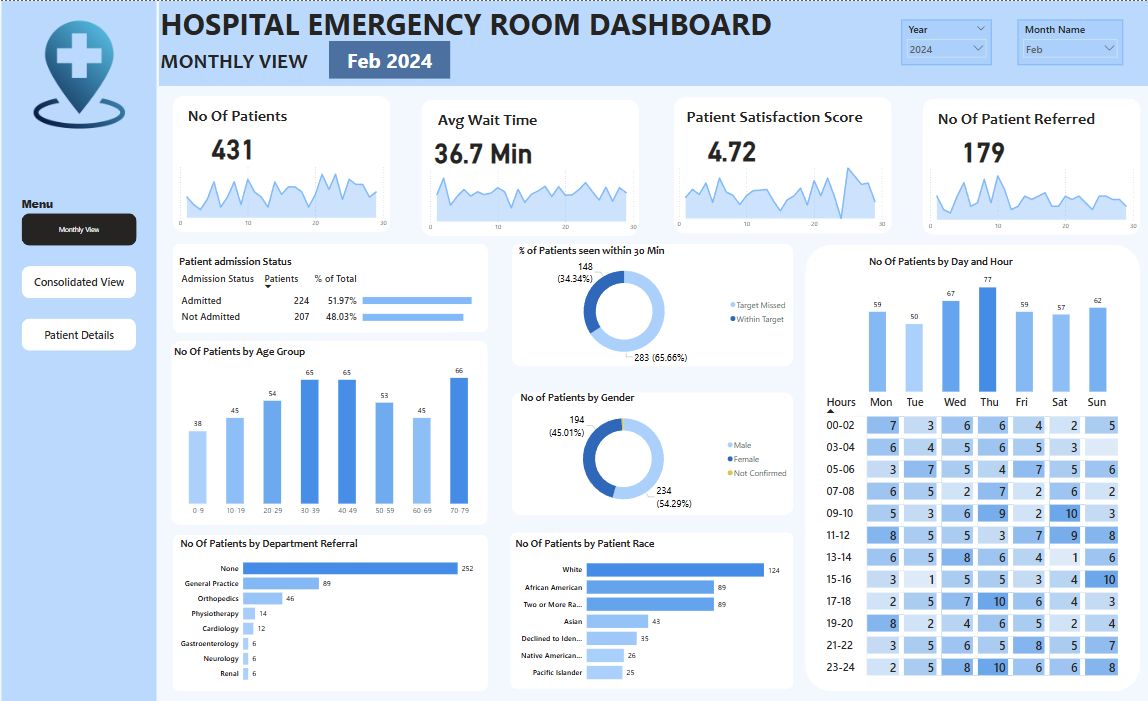 HOSPITAL EMERGENCY ROOM DASHBOARD
MONTHLY VIEW
Feb 2024
Year
2024
Month Name
Feb
Menu
Monthly View
Consolidated View
Patient Details
No Of Patients
431
0 10 20 30
Avg Wait Time
36.7 Min
0 10 20 30
Patient Satisfaction Score
4.72
0 10 20 30
No Of Patient Referred
179
0 10 20 30
Patient admission Status
Admission Status Patients % of Total
Admitted 224 51.97%
Not Admitted 207 48.03%
No Of Patients by Age Group
38 45 54 65 65 53 45 66
0-9 10-19 20-29 30-39 40-49 50-59 60-69 70-79
No Of Patients by Department Referral
None 252
General Practice 89
Orthopedics 46
Physiotherapy 14
Cardiology 12
Gastroenterology 6
Neurology 6
Renal 6
% of Patients seen within 30 Min
148
(34.34%)
283 (65.66%)
Target Missed
Within Target
No of Patients by Gender
194
(45.01%)
234
(54.29%)
Male
Female
Not Confirmed
No Of Patients by Patient Race
White 124
African American 89
Two or More Ra... 89
Asian 43
Declined to Iden... 35
Native American... 26
Pacific Islander 25
No Of Patients by Day and Hour
59 50 67 77 59 57 62
Hours Mon Tue Wed Thu Fri Sat Sun
00-02 7 3 6 6 4 2 5
03-04 6 4 5 6 5 3
05-06 3 7 5 4 7 5 6
07-08 6 5 2 7 2 6 2
09-10 5 3 6 9 2 10 3
11-12 8 5 5 3 7 9 8
13-14 6 5 8 6 4 1 6
15-16 3 1 5 5 3 4 10
17-18 2 5 7 10 6 4 3
19-20 8 2 4 6 5 2 4
21-22 3 5 6 5 8 5 7
23-24 2 5 8 10 6 6 8